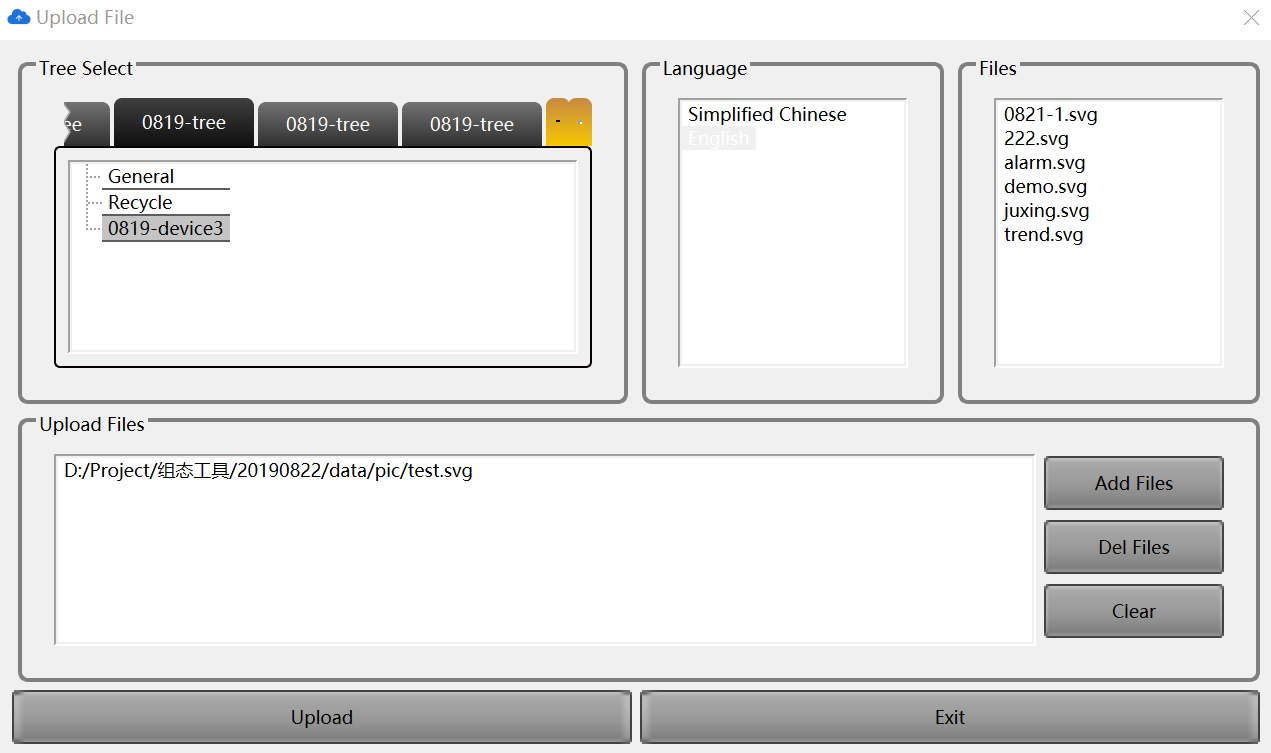 Upload File
Tree Select
ee
0819-tree
0819-tree
0819-tree
General
Recycle
0819-device3
Language
Simplified Chinese
English
Files
0821-1.svg
222.svg
alarm.svg
demo.svg
juxing.svg
trend.svg
Upload Files
D:/Project/组态工具/20190822/data/pic/test.svg
Add Files
Del Files
Clear
Upload
Exit